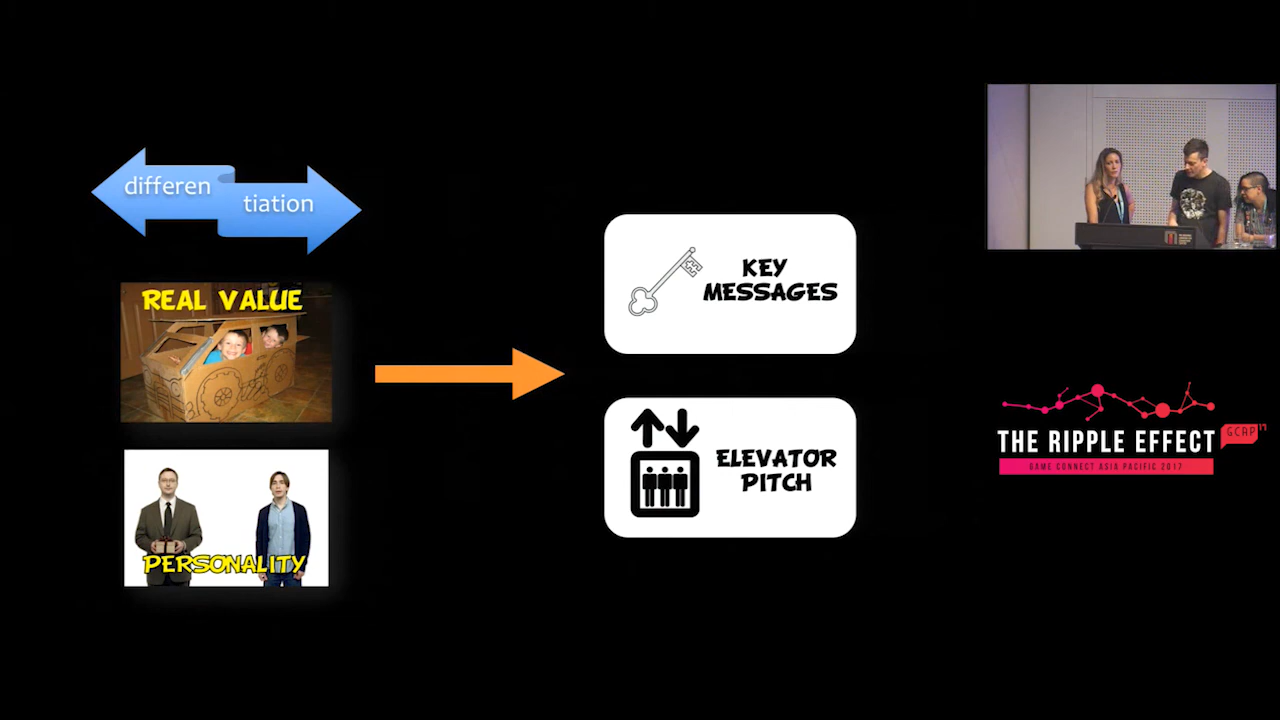 differen
tiation
REAL VALUE
PERSONALITY
KEY
MESSAGES
ELEVATOR
PITCH
THE RIPPLE EFFECT
GCAP17
GAME CONNECT ASIA PACIFIC 2017